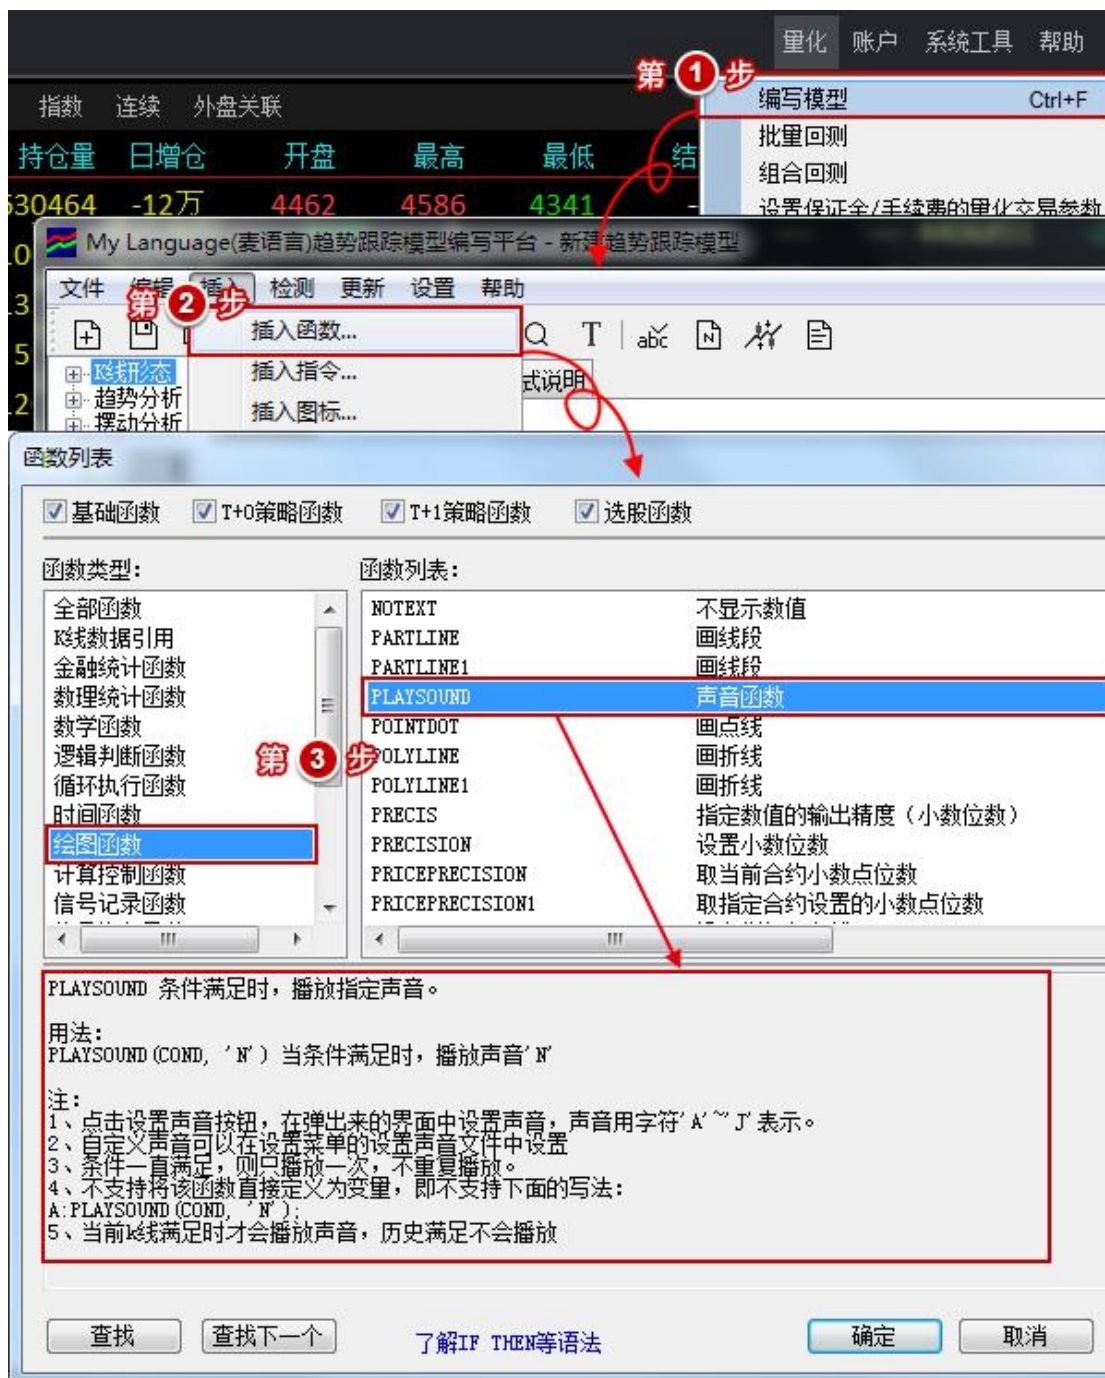 量化 账户 系统工具 帮助
第 1 步
编写模型 Ctrl+F
指数 连续 外盘关联
批量回测
持仓量 日增仓 开盘 最高 最低 结
组合回测
530464 -12万 4462 4586 4341 -
设置保证金/手续费的量化交易参数
My Language(麦语言)趋势跟踪模型编写平台 - 新建趋势跟踪模型
文件 编辑 插入 检测 更新 设置 帮助
第 2 步
插入函数...
K线形态
插入指令...
式说明
趋势分析
摆动分析
插入图标...
函数列表
基础函数 T+0策略函数 T+1策略函数 选股函数
函数类型: 函数列表:
全部函数 NOTEXT 不显示数值
K线数据引用 PARTLINE 画线段
金融统计函数 PARTLINE1 画线段
数理统计函数 PLAYSOUND 声音函数
数学函数 POINTDOT 画点线
逻辑判断函数 POLYLINE 画折线
第 3 步
循环执行函数 POLYLINE1 画折线
时间函数 PRECIS 指定数值的输出精度（小数位数）
绘图函数 PRECISION 设置小数位数
计算控制函数 PRICEPRECISION 取当前合约小数点位数
信号记录函数 PRICEPRECISION1 取指定合约设置的小数点位数
PLAYSOUND 条件满足时，播放指定声音。
用法:
PLAYSOUND(COND, 'N') 当条件满足时，播放声音'N'
注:
1、点击设置声音按钮，在弹出来的界面中设置声音，声音用字符'A'~'J'表示。
2、自定义声音可以在设置菜单的设置声音文件中设置
3、条件一直满足，则只播放一次，不重复播放。
4、不支持将该函数直接定义为变量，即不支持下面的写法:
A:PLAYSOUND(COND, 'N');
5、当前k线满足时才会播放声音，历史满足不会播放
查找 查找下一个 了解IF THEN等语法 确定 取消